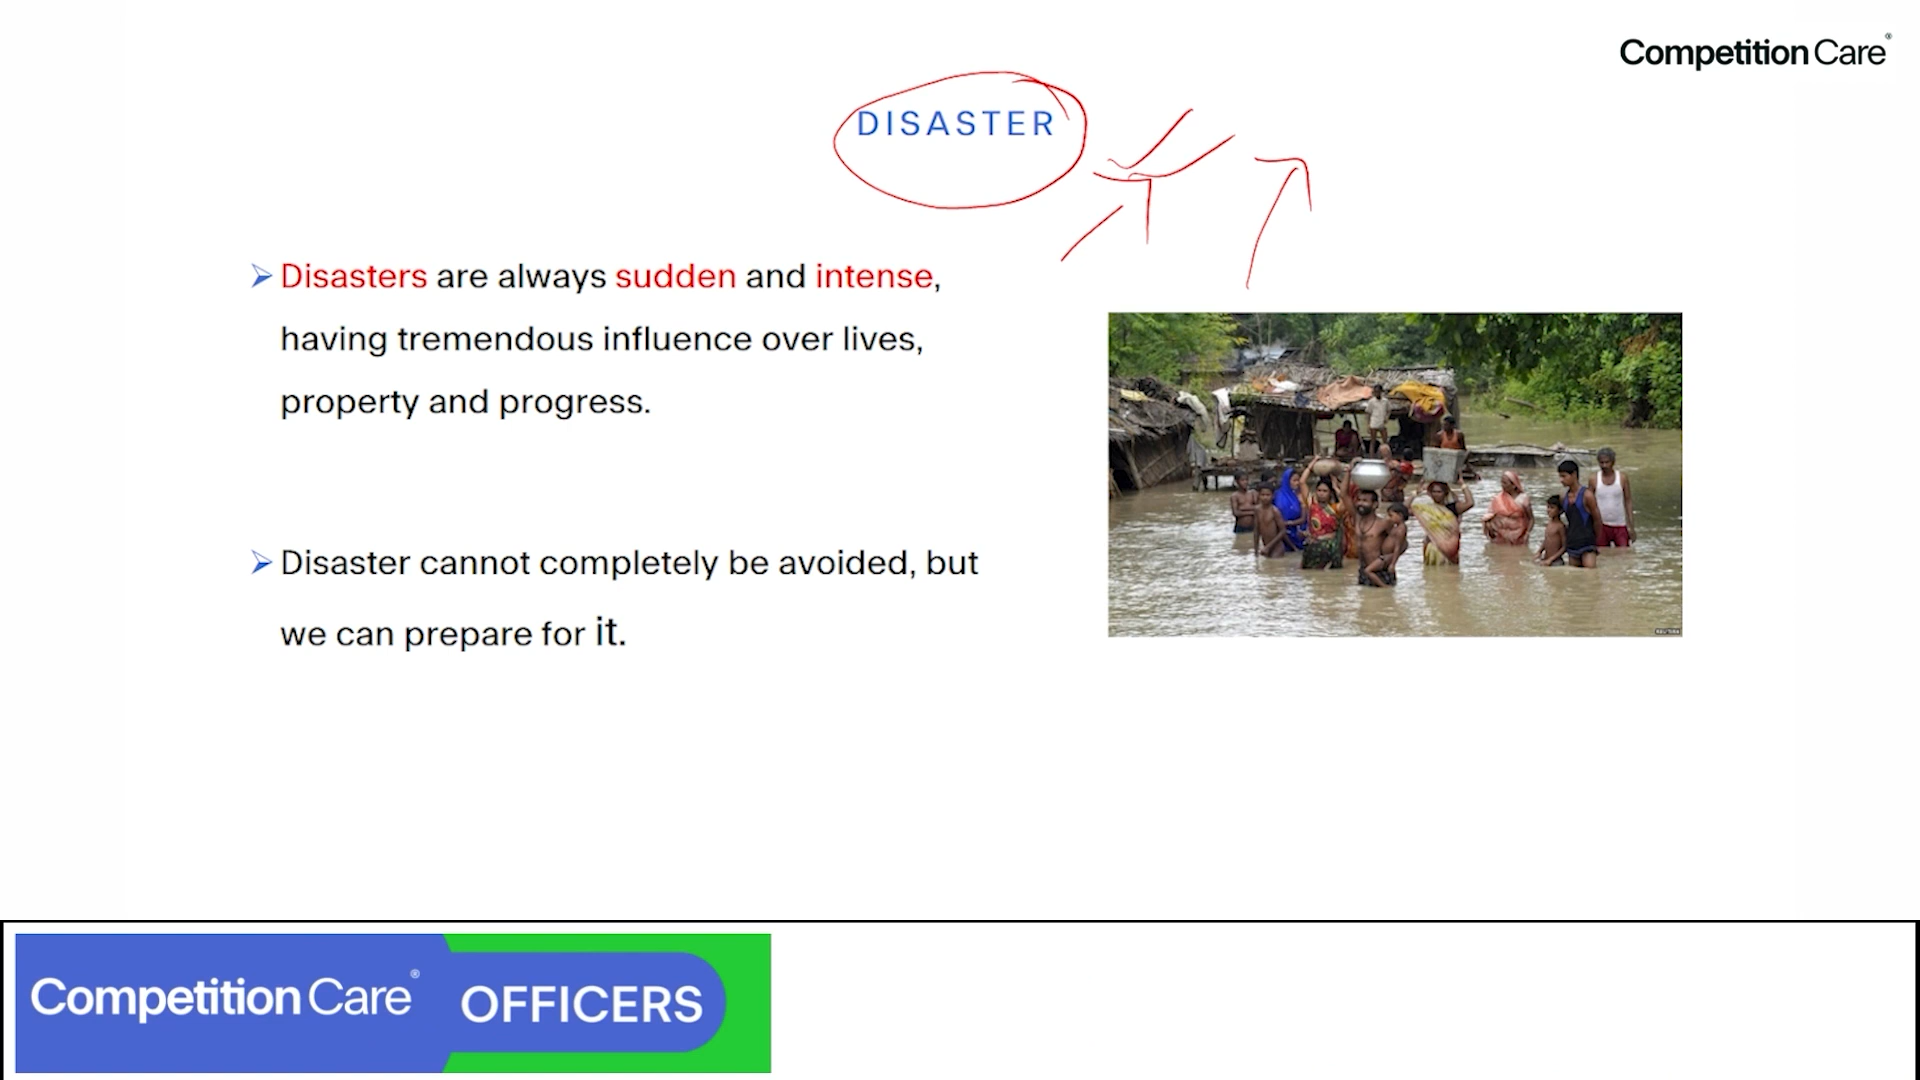 Competition Care®
DISASTER
Disasters are always sudden and intense,
having tremendous influence over lives,
property and progress.
Disaster cannot completely be avoided, but
we can prepare for it.
Competition Care® OFFICERS